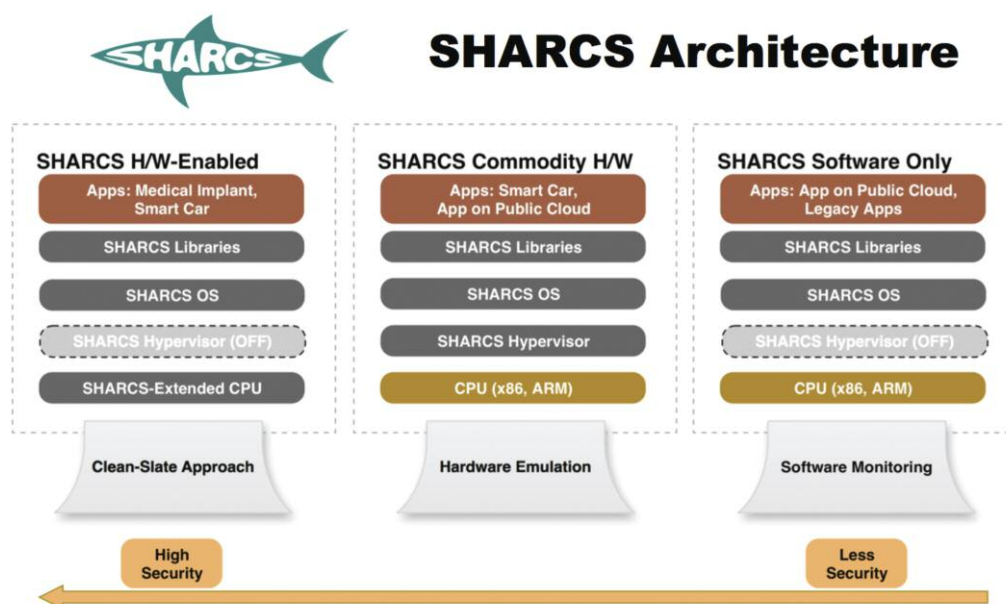 SHARCS
SHARCS Architecture
SHARCS H/W-Enabled
Apps: Medical Implant,
Smart Car
SHARCS Libraries
SHARCS OS
SHARCS Hypervisor (OFF)
SHARCS-Extended CPU
Clean-Slate Approach
SHARCS Commodity H/W
Apps: Smart Car,
App on Public Cloud
SHARCS Libraries
SHARCS OS
SHARCS Hypervisor
CPU (x86, ARM)
Hardware Emulation
SHARCS Software Only
Apps: App on Public Cloud,
Legacy Apps
SHARCS Libraries
SHARCS OS
SHARCS Hypervisor (OFF)
CPU (x86, ARM)
Software Monitoring
High
Security
Less
Security